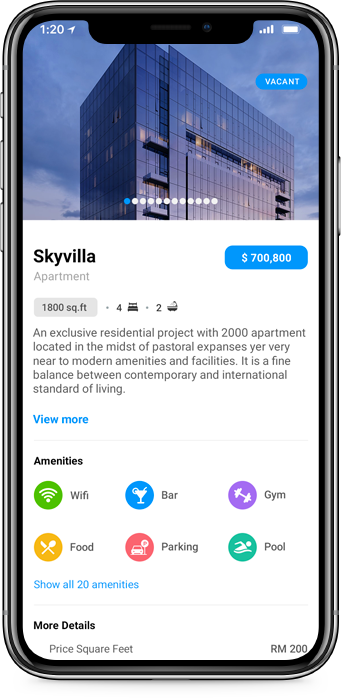 1:20
VACANT
Skyvilla
$ 700,800
Apartment
1800 sq.ft • 4 • 2
An exclusive residential project with 2000 apartment
located in the midst of pastoral expanses yer very
near to modern amenities and facilities. It is a fine
balance between contemporary and international
standard of living.
View more
Amenities
Wifi Bar Gym
Food Parking Pool
Show all 20 amenities
More Details
Price Square Feet RM 200